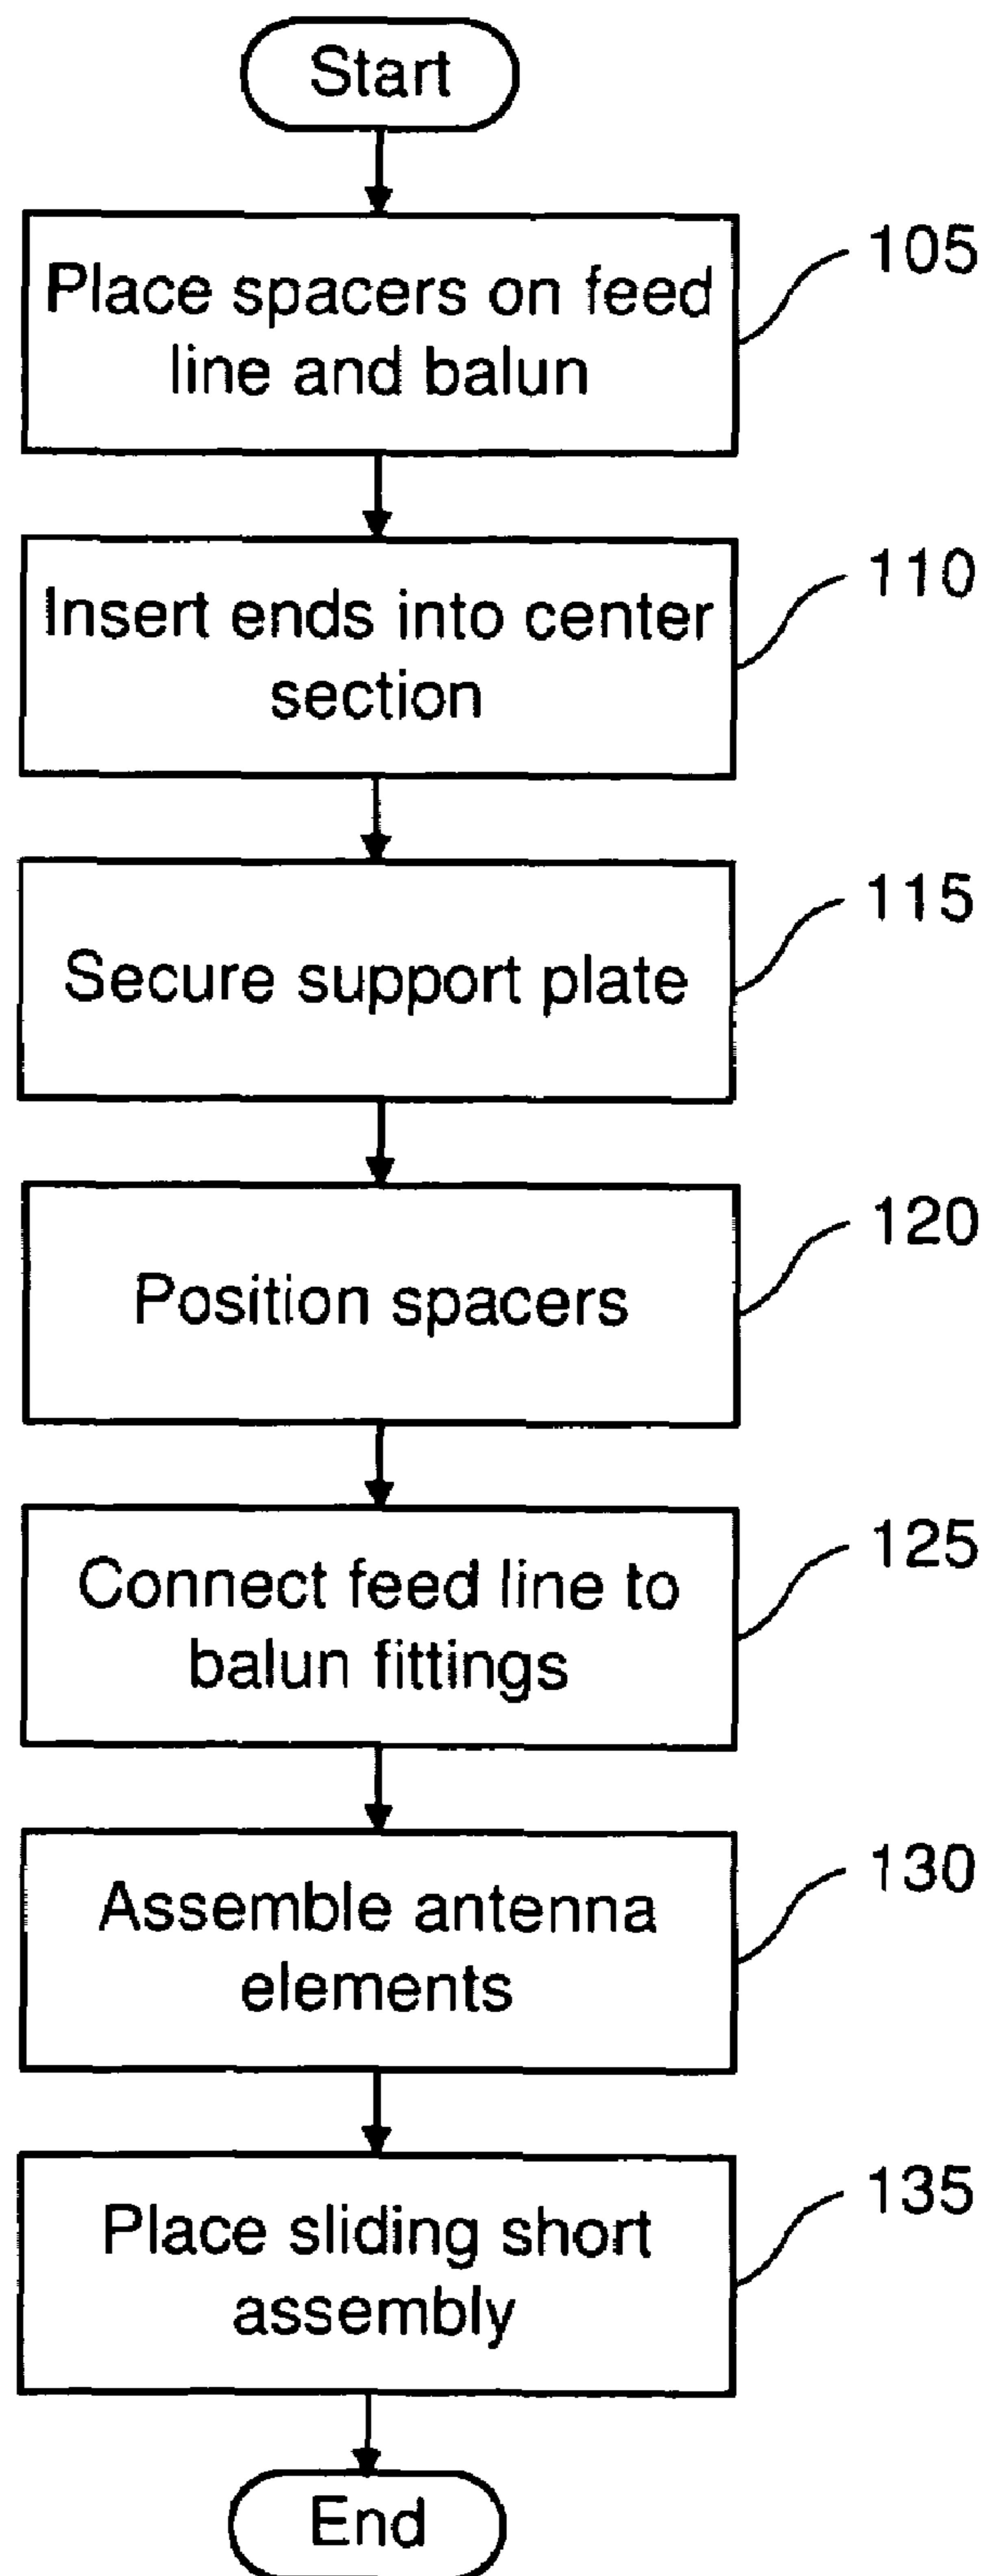 Start
Place spacers on feed
line and balun
105
Insert ends into center
section
110
Secure support plate
115
Position spacers
120
Connect feed line to
balun fittings
125
Assemble antenna
elements
130
Place sliding short
assembly
135
End